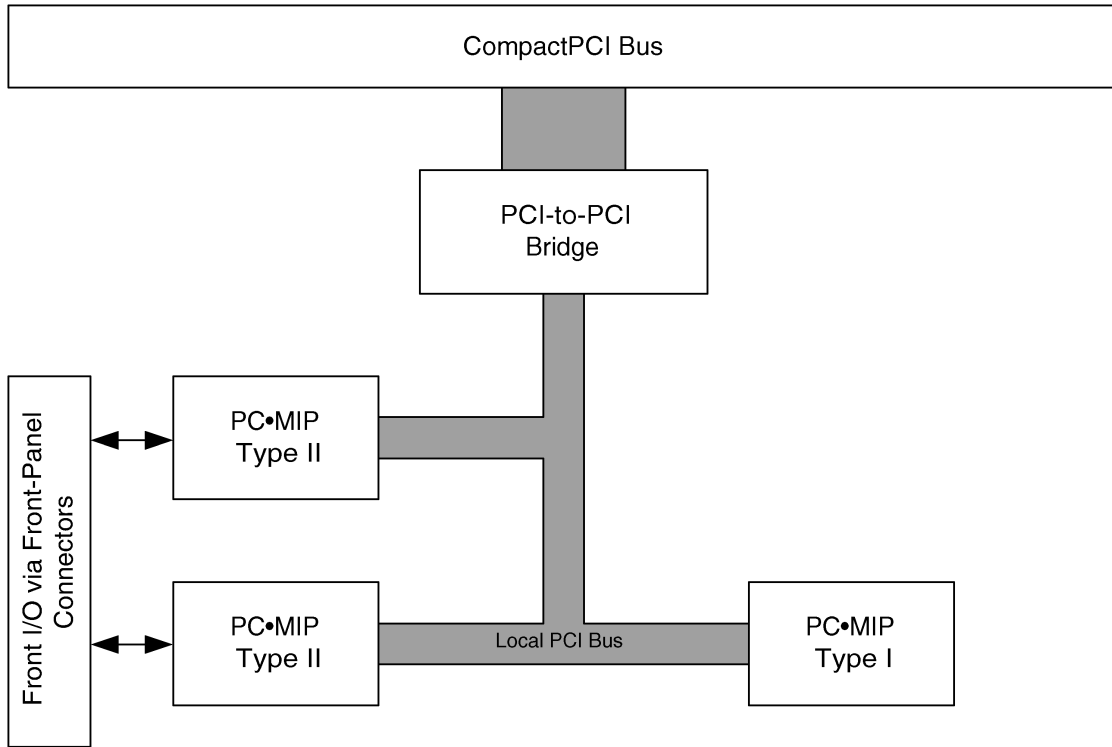 CompactPCI Bus
PCI-to-PCI
Bridge
PC•MIP
Type II
Front I/O via Front-Panel
Connectors
PC•MIP
Type II
Local PCI Bus
PC•MIP
Type I